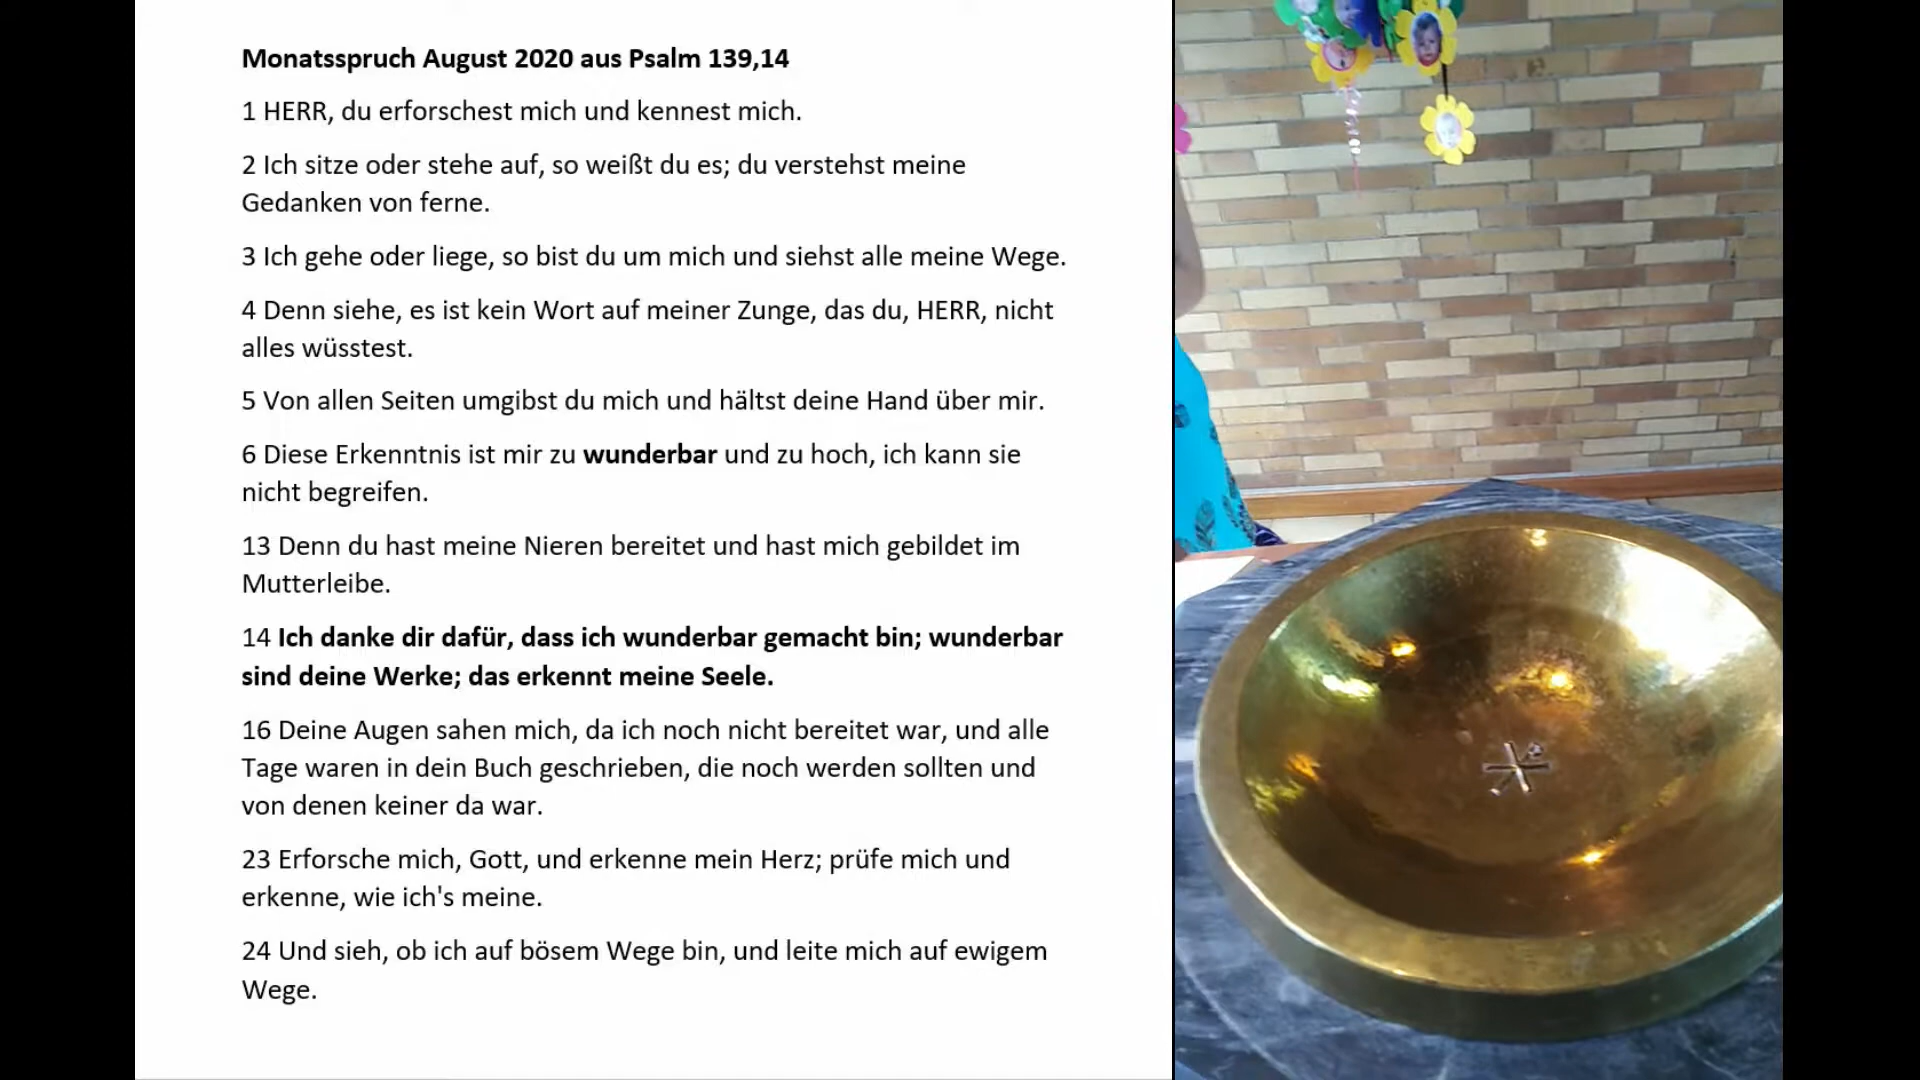 Monatsspruch August 2020 aus Psalm 139,14
1 HERR, du erforschest mich und kennest mich.
2 Ich sitze oder stehe auf, so weißt du es; du verstehst meine
Gedanken von ferne.
3 Ich gehe oder liege, so bist du um mich und siehst alle meine Wege.
4 Denn siehe, es ist kein Wort auf meiner Zunge, das du, HERR, nicht
alles wüsstest.
5 Von allen Seiten umgibst du mich und hältst deine Hand über mir.
6 Diese Erkenntnis ist mir zu wunderbar und zu hoch, ich kann sie
nicht begreifen.
13 Denn du hast meine Nieren bereitet und hast mich gebildet im
Mutterleibe.
14 Ich danke dir dafür, dass ich wunderbar gemacht bin; wunderbar
sind deine Werke; das erkennt meine Seele.
16 Deine Augen sahen mich, da ich noch nicht bereitet war, und alle
Tage waren in dein Buch geschrieben, die noch werden sollten und
von denen keiner da war.
23 Erforsche mich, Gott, und erkenne mein Herz; prüfe mich und
erkenne, wie ich's meine.
24 Und sieh, ob ich auf bösem Wege bin, und leite mich auf ewigem
Wege.